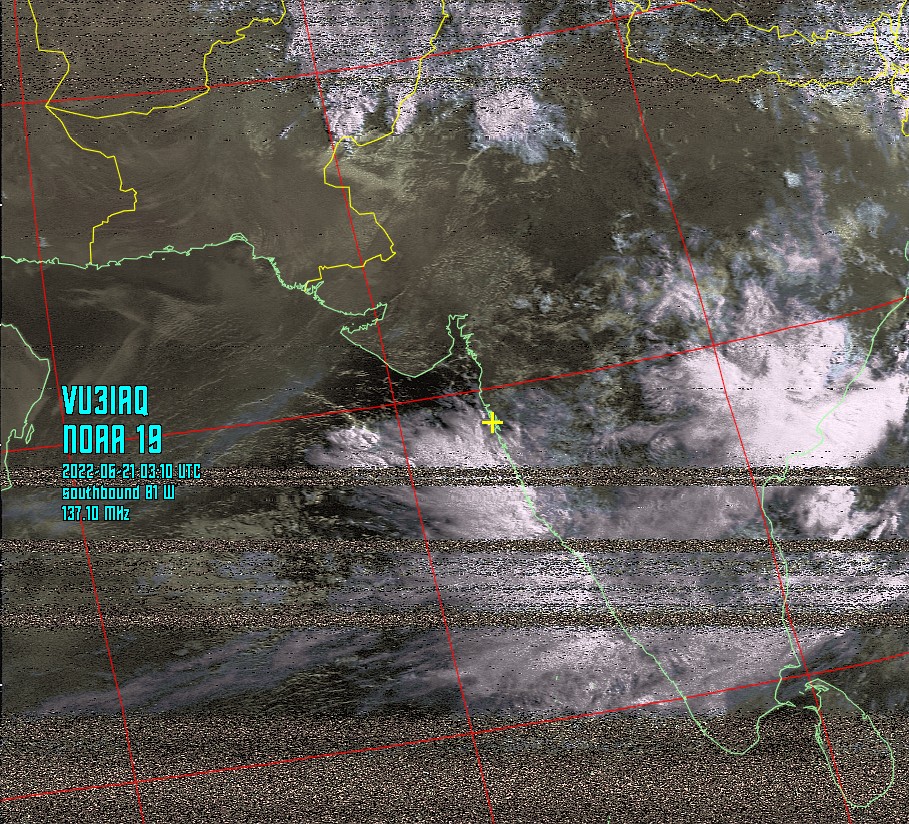 VU3IAQ
NOAA 19
2022-06-21 03:10 UTC
southbound 81 W
137.10 MHz